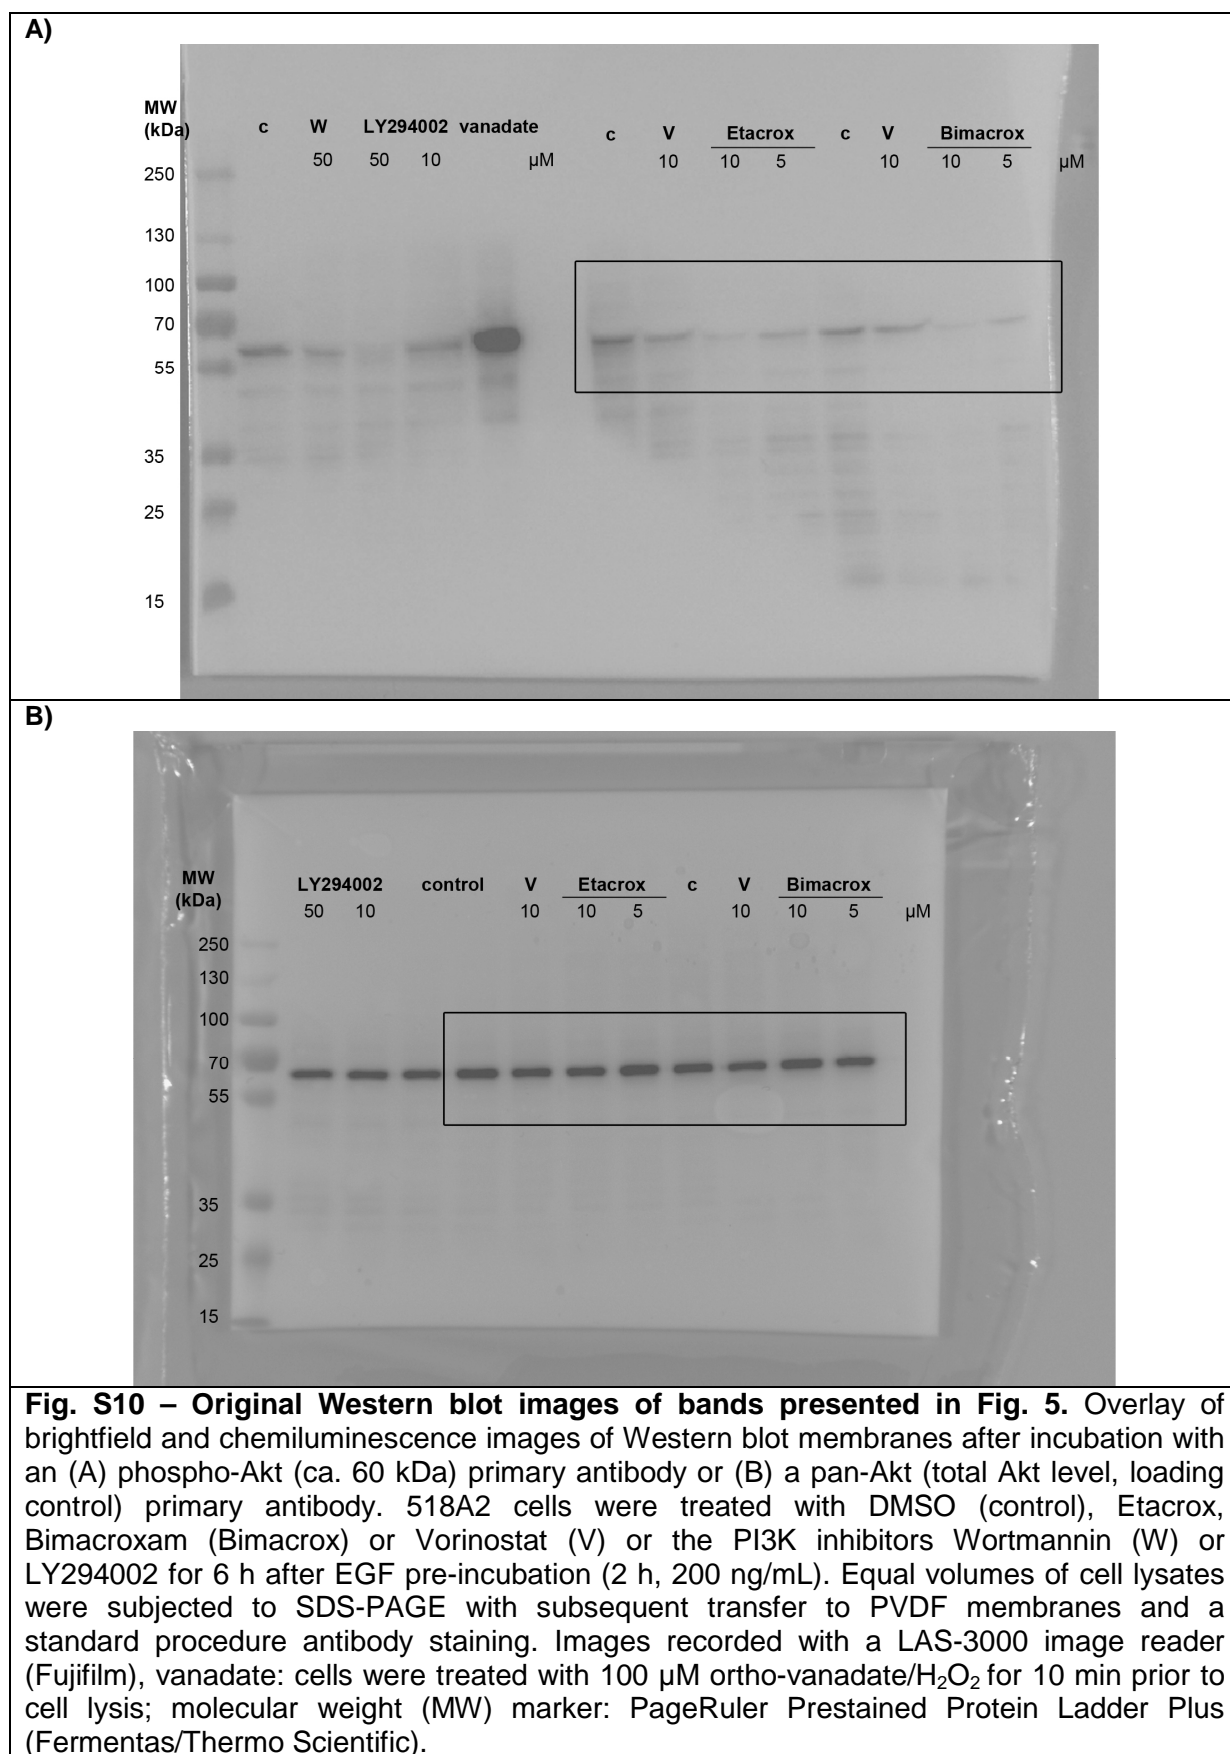 A)
MW
(kDa)
c W LY294002 vanadate c V Etacrox c V Bimacrox
50 50 10 µM 10 10 5 10 10 5 µM
250
130
100
70
55
35
25
15
B)
MW
(kDa)
LY294002 control V Etacrox c V Bimacrox
50 10 10 10 5 10 10 5 µM
250
130
100
70
55
35
25
15
Fig. S10 – Original Western blot images of bands presented in Fig. 5. Overlay of
brightfield and chemiluminescence images of Western blot membranes after incubation with
an (A) phospho-Akt (ca. 60 kDa) primary antibody or (B) a pan-Akt (total Akt level, loading
control) primary antibody. 518A2 cells were treated with DMSO (control), Etacrox,
Bimacroxam (Bimacrox) or Vorinostat (V) or the PI3K inhibitors Wortmannin (W) or
LY294002 for 6 h after EGF pre-incubation (2 h, 200 ng/mL). Equal volumes of cell lysates
were subjected to SDS-PAGE with subsequent transfer to PVDF membranes and a
standard procedure antibody staining. Images recorded with a LAS-3000 image reader
(Fujifilm), vanadate: cells were treated with 100 µM ortho-vanadate/H₂O₂ for 10 min prior to
cell lysis; molecular weight (MW) marker: PageRuler Prestained Protein Ladder Plus
(Fermentas/Thermo Scientific).